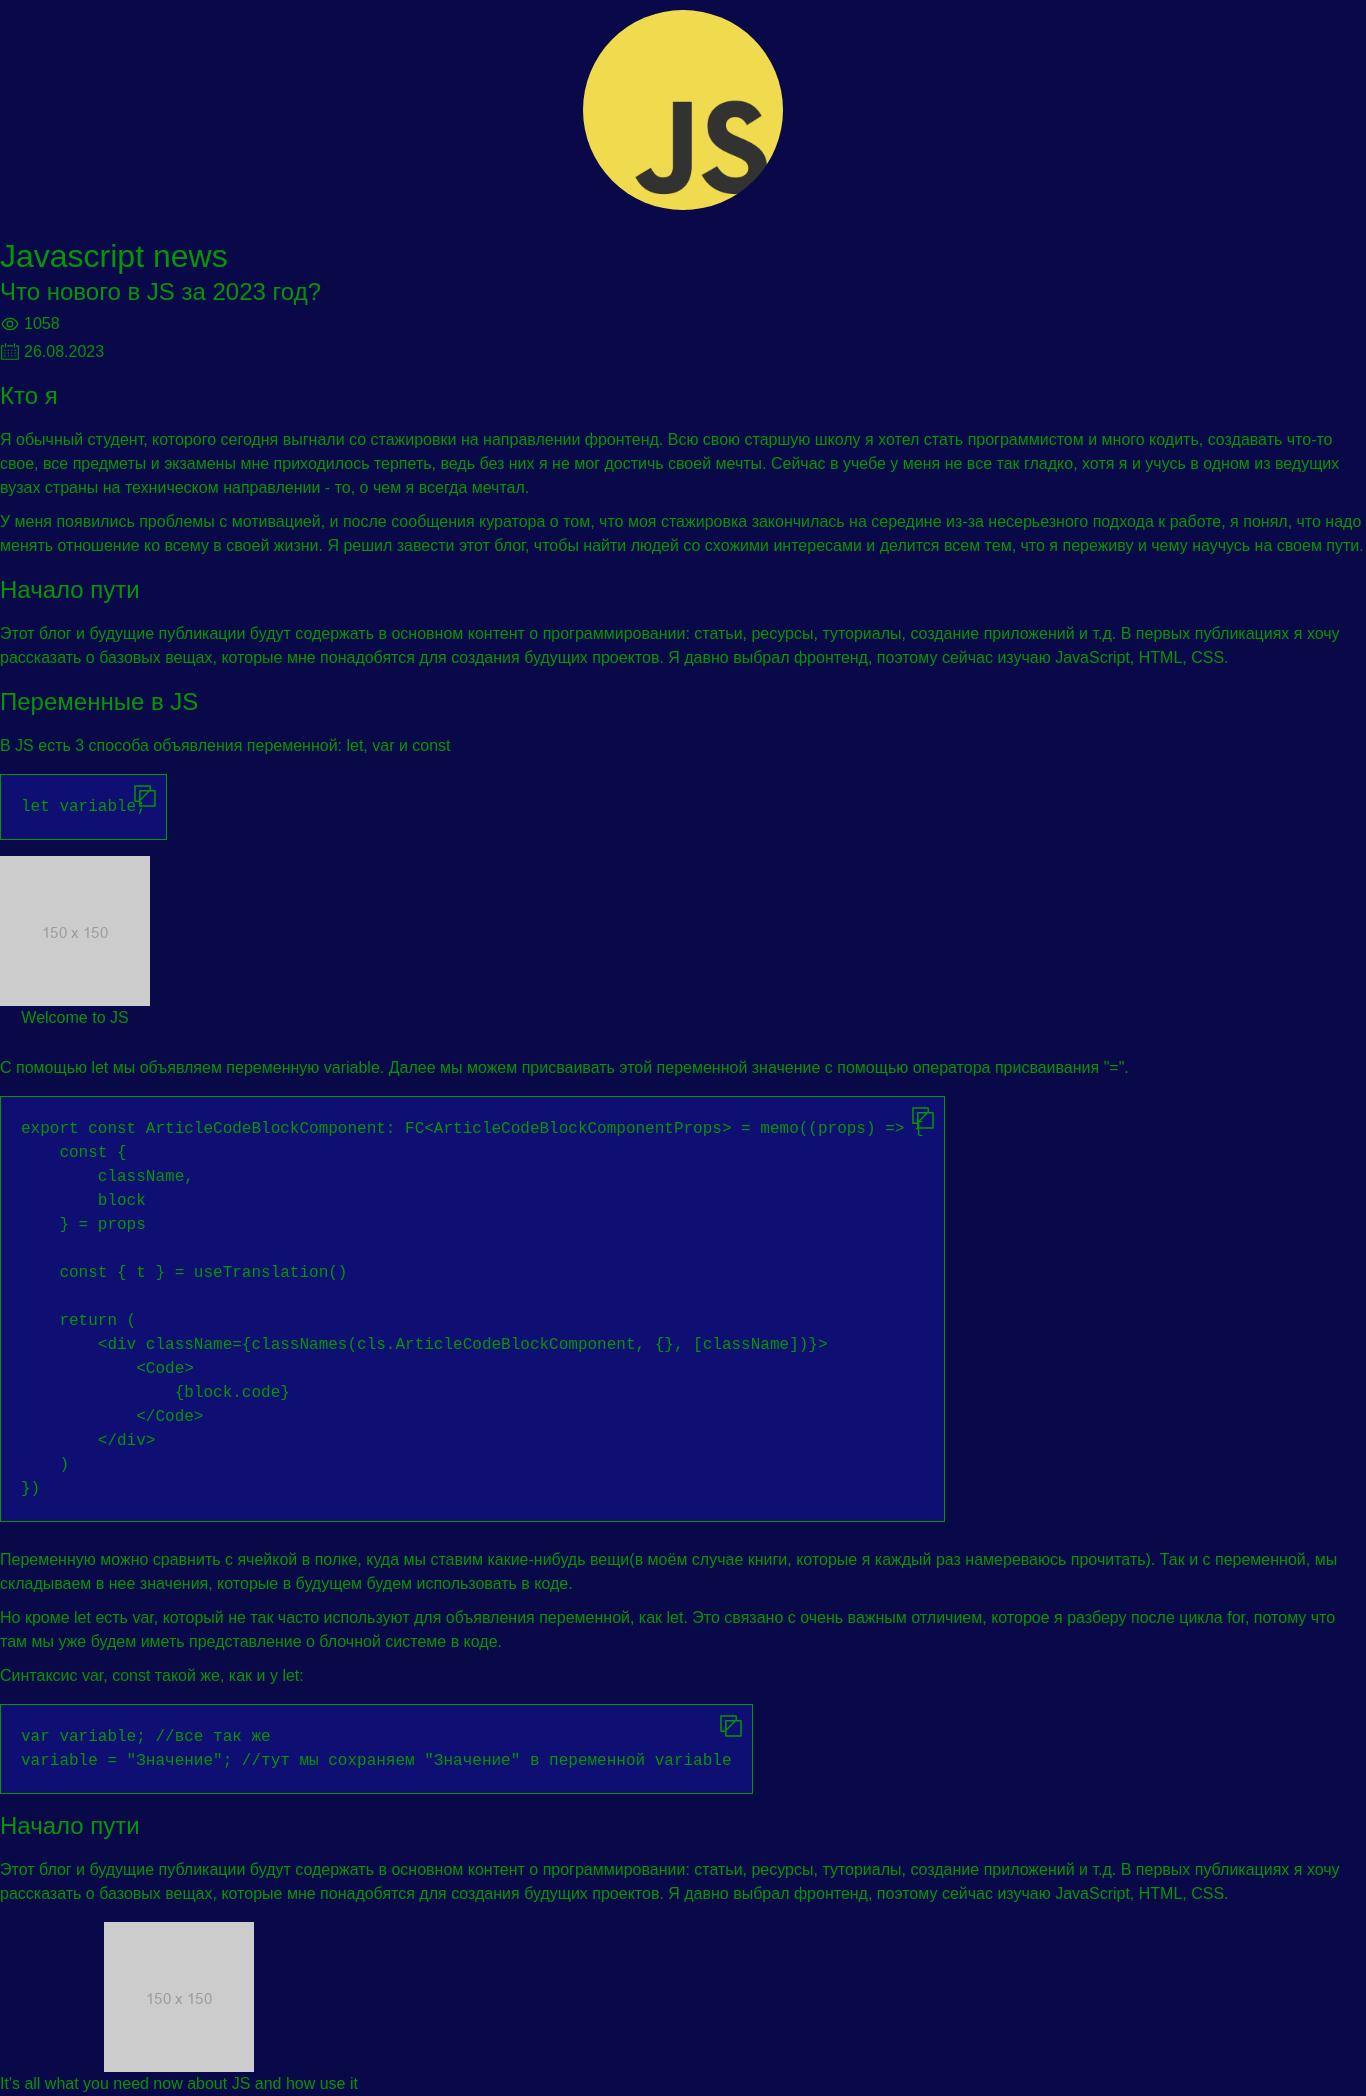 JS
Javascript news
Что нового в JS за 2023 год?
1058
26.08.2023
Кто я
Я обычный студент, которого сегодня выгнали со стажировки на направлении фронтенд. Всю свою старшую школу я хотел стать программистом и много кодить, создавать что-то
свое, все предметы и экзамены мне приходилось терпеть, ведь без них я не мог достичь своей мечты. Сейчас в учебе у меня не все так гладко, хотя я и учусь в одном из ведущих
вузах страны на техническом направлении - то, о чем я всегда мечтал.
У меня появились проблемы с мотивацией, и после сообщения куратора о том, что моя стажировка закончилась на середине из-за несерьезного подхода к работе, я понял, что надо
менять отношение ко всему в своей жизни. Я решил завести этот блог, чтобы найти людей со схожими интересами и делится всем тем, что я переживу и чему научусь на своем пути.
Начало пути
Этот блог и будущие публикации будут содержать в основном контент о программировании: статьи, ресурсы, туториалы, создание приложений и т.д. В первых публикациях я хочу
рассказать о базовых вещах, которые мне понадобятся для создания будущих проектов. Я давно выбрал фронтенд, поэтому сейчас изучаю JavaScript, HTML, CSS.
Переменные в JS
В JS есть 3 способа объявления переменной: let, var и const
let variable;
150 x 150
Welcome to JS
С помощью let мы объявляем переменную variable. Далее мы можем присваивать этой переменной значение с помощью оператора присваивания "=".
export const ArticleCodeBlockComponent: FC<ArticleCodeBlockComponentProps> = memo((props) => {
    const {
        className,
        block
    } = props
    const { t } = useTranslation()
    return (
        <div className={classNames(cls.ArticleCodeBlockComponent, {}, [className])}>
            <Code>
                {block.code}
            </Code>
        </div>
    )
})
Переменную можно сравнить с ячейкой в полке, куда мы ставим какие-нибудь вещи(в моём случае книги, которые я каждый раз намереваюсь прочитать). Так и с переменной, мы
складываем в нее значения, которые в будущем будем использовать в коде.
Но кроме let есть var, который не так часто используют для объявления переменной, как let. Это связано с очень важным отличием, которое я разберу после цикла for, потому что
там мы уже будем иметь представление о блочной системе в коде.
Синтаксис var, const такой же, как и у let:
var variable; //все так же
variable = "Значение"; //тут мы сохраняем "Значение" в переменной variable
Начало пути
Этот блог и будущие публикации будут содержать в основном контент о программировании: статьи, ресурсы, туториалы, создание приложений и т.д. В первых публикациях я хочу
рассказать о базовых вещах, которые мне понадобятся для создания будущих проектов. Я давно выбрал фронтенд, поэтому сейчас изучаю JavaScript, HTML, CSS.
150 x 150
It's all what you need now about JS and how use it